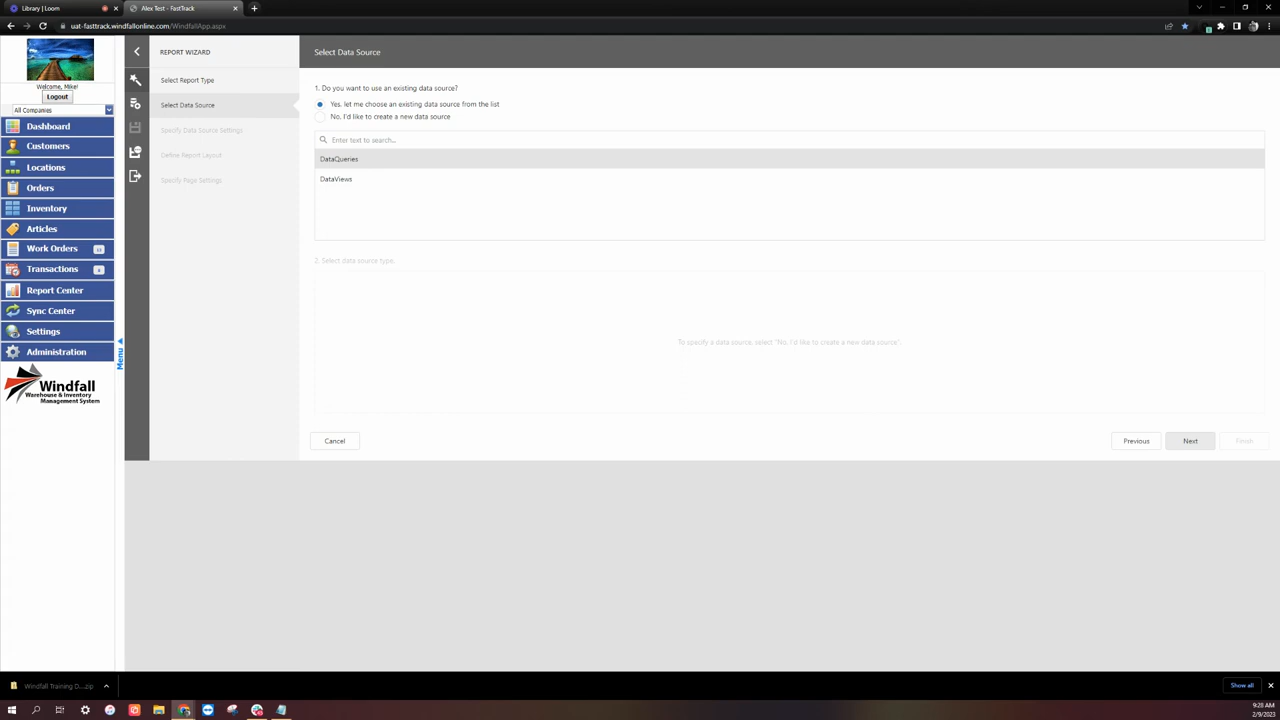 Library | Loom
Alex Test - FastTrack
uat-fasttrack.windfallonline.com/WindfallApp.aspx
Welcome, Mike!
Logout
All Companies
Dashboard
Customers
Locations
Orders
Inventory
Articles
Work Orders
Transactions
Report Center
Sync Center
Settings
Administration
Menu
Windfall
Warehouse & Inventory
Management System
REPORT WIZARD
Select Report Type
Select Data Source
Specify Data Source Settings
Define Report Layout
Specify Page Settings
Select Data Source
1. Do you want to use an existing data source?
Yes, let me choose an existing data source from the list
No, I'd like to create a new data source
Enter text to search...
DataQueries
DataViews
2. Select data source type.
To specify a data source, select "No, I'd like to create a new data source".
Cancel
Previous
Next
Finish
Windfall Training D....zip
Show all
9:28 AM
2/9/2023